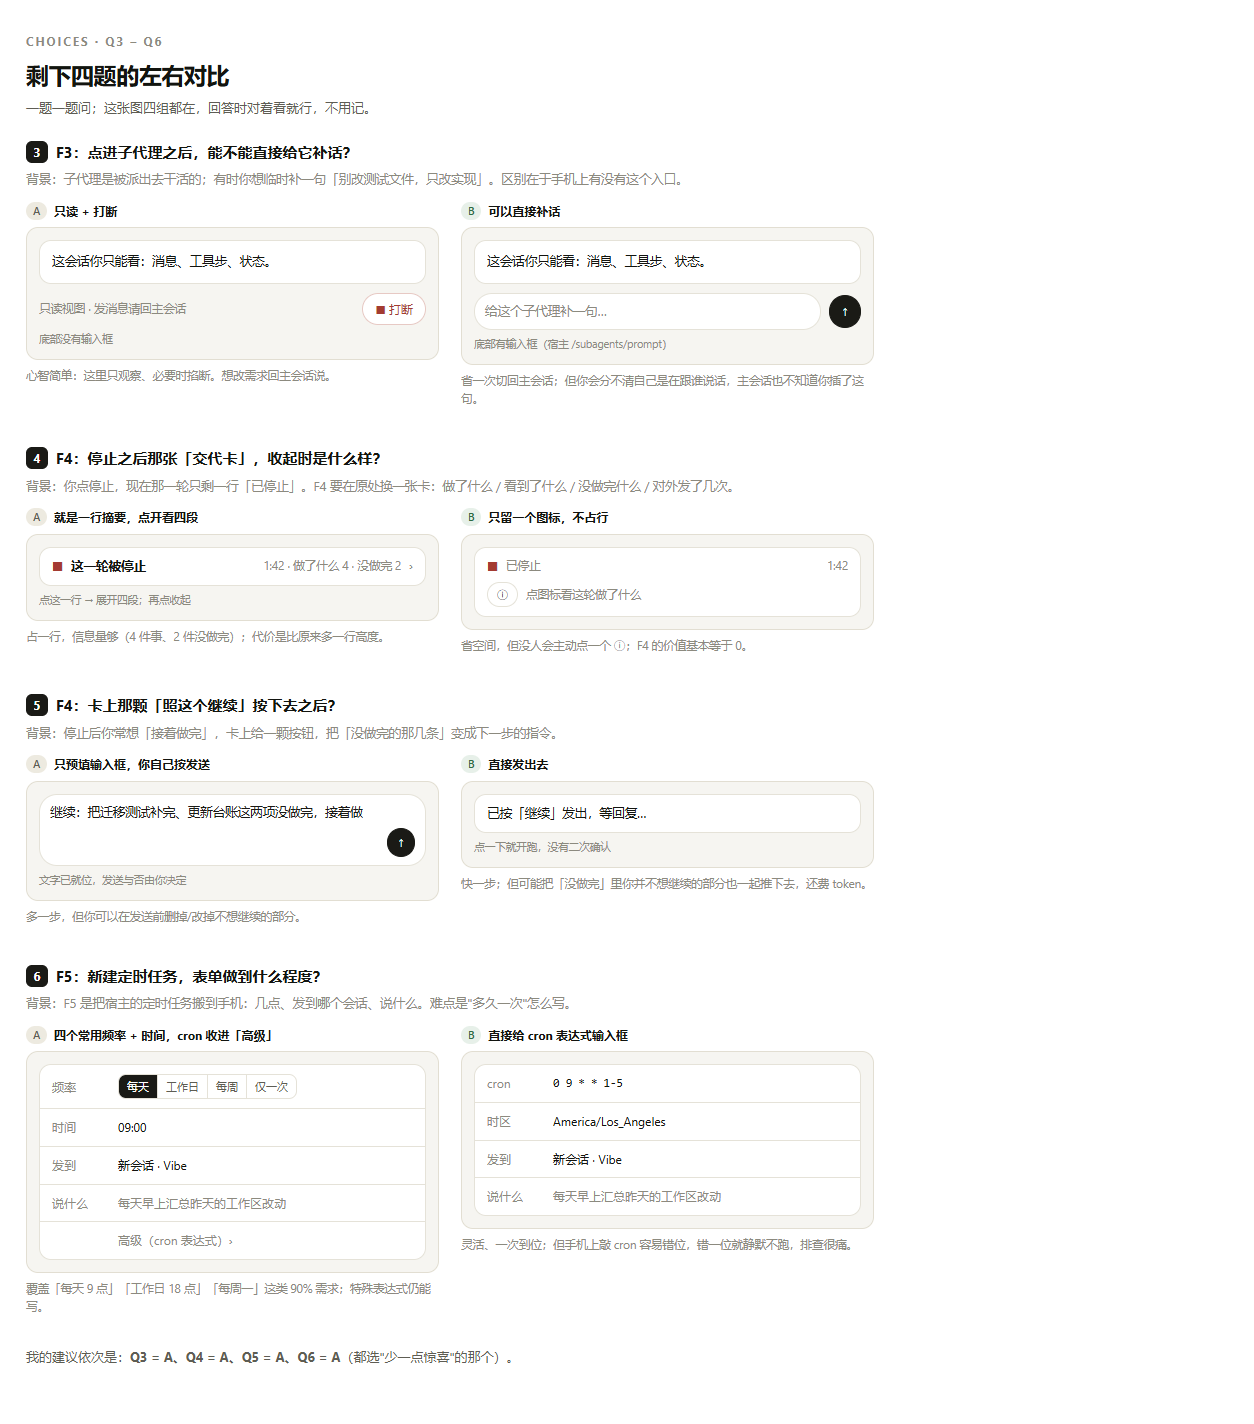 CHOICES · Q3 – Q6
剩下四题的左右对比
一题一题问；这张图四组都在，回答时对着看就行，不用记。
3 F3：点进子代理之后，能不能直接给它补话？
背景：子代理是被派出去干活的；有时你想临时补一句「别改测试文件，只改实现」。区别在于手机上有没有这个入口。
A 只读 + 打断
这会话你只能看：消息、工具步、状态。
只读视图 · 发消息请回主会话
■ 打断
底部没有输入框
心智简单：这里只观察、必要时掐断。想改需求回主会话说。
B 可以直接补话
这会话你只能看：消息、工具步、状态。
给这个子代理补一句...
↑
底部有输入框（宿主 /subagents/prompt）
省一次切回主会话；但你会分不清自己是在跟谁说话，主会话也不知道你插了这
句。
4 F4：停止之后那张「交代卡」，收起时是什么样？
背景：你点停止，现在那一轮只剩一行「已停止」。F4 要在原处换一张卡：做了什么 / 看到了什么 / 没做完什么 / 对外发了几次。
A 就是一行摘要，点开看四段
■ 这一轮被停止 1:42 · 做了什么 4 · 没做完 2 ›
点这一行 → 展开四段；再点收起
占一行，信息量够（4 件事、2 件没做完）；代价是比原来多一行高度。
B 只留一个图标，不占行
■ 已停止 1:42
ⓘ 点图标看这轮做了什么
省空间，但没人会主动点一个 ⓘ；F4 的价值基本等于 0。
5 F4：卡上那颗「照这个继续」按下去之后？
背景：停止后你常想「接着做完」，卡上给一颗按钮，把「没做完的那几条」变成下一步的指令。
A 只预填输入框，你自己按发送
继续：把迁移测试补完、更新台账这两项没做完，接着做
↑
文字已就位，发送与否由你决定
多一步，但你可以在发送前删掉/改掉不想继续的部分。
B 直接发出去
已按「继续」发出，等回复...
点一下就开跑，没有二次确认
快一步；但可能把「没做完」里你并不想继续的部分也一起推下去，还费 token。
6 F5：新建定时任务，表单做到什么程度？
背景：F5 是把宿主的定时任务搬到手机：几点、发到哪个会话、说什么。难点是"多久一次"怎么写。
A 四个常用频率 + 时间，cron 收进「高级」
频率 每天 工作日 每周 仅一次
时间 09:00
发到 新会话 · Vibe
说什么 每天早上汇总昨天的工作区改动
高级（cron 表达式）›
覆盖「每天 9 点」「工作日 18 点」「每周一」这类 90% 需求；特殊表达式仍能
写。
B 直接给 cron 表达式输入框
cron 0 9 * * 1-5
时区 America/Los_Angeles
发到 新会话 · Vibe
说什么 每天早上汇总昨天的工作区改动
灵活、一次到位；但手机上敲 cron 容易错位，错一位就静默不跑，排查很痛。
我的建议依次是：Q3 = A、Q4 = A、Q5 = A、Q6 = A（都选"少一点惊喜"的那个）。